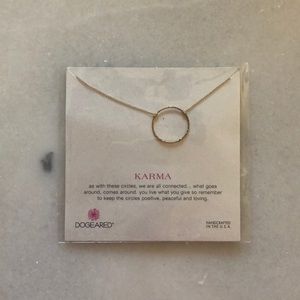 KARMA
as with these circles, we are all connected... what goes
around, comes around. you live what you give so remember
to keep the circles positive, peaceful and loving.
DOGEARED®
HANDCRAFTED
IN THE U.S.A.